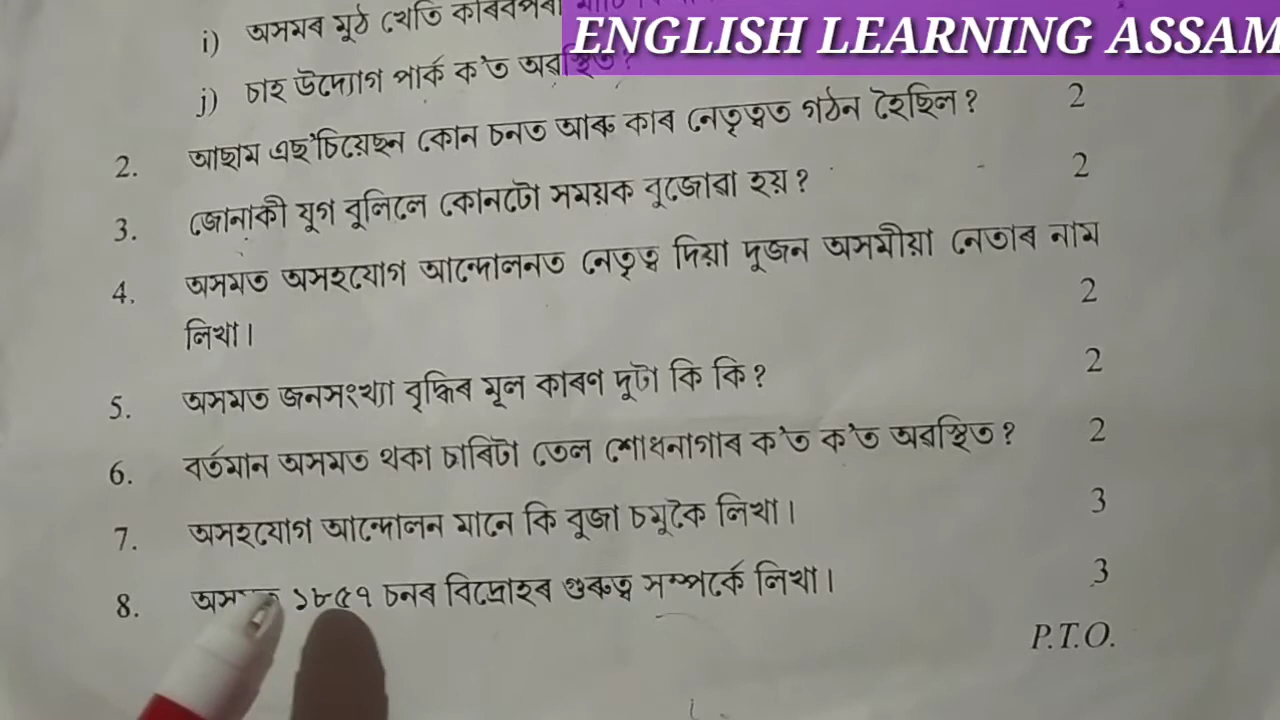 ENGLISH LEARNING ASSAM
i) অসমৰ মুঠ খেতি কৰিবপৰা মাটি
j) চাহ উদ্যোগ পাৰ্ক ক'ত অৱস্থিত?
2. আছাম এছ'চিয়েছন কোন চনত আৰু কাৰ নেতৃত্বত গঠন হৈছিল? 2
3. জোনাকী যুগ বুলিলে কোনটো সময়ক বুজোৱা হয়? 2
4. অসমত অসহযোগ আন্দোলনত নেতৃত্ব দিয়া দুজন অসমীয়া নেতাৰ নাম
লিখা। 2
5. অসমত জনসংখ্যা বৃদ্ধিৰ মূল কাৰণ দুটা কি কি? 2
6. বৰ্তমান অসমত থকা চাৰিটা তেল শোধনাগাৰ ক'ত ক'ত অৱস্থিত? 2
7. অসহযোগ আন্দোলন মানে কি বুজা চমুকৈ লিখা। 3
8. অসমত ১৮৫৭ চনৰ বিদ্ৰোহৰ গুৰুত্ব সম্পৰ্কে লিখা। 3
P.T.O.